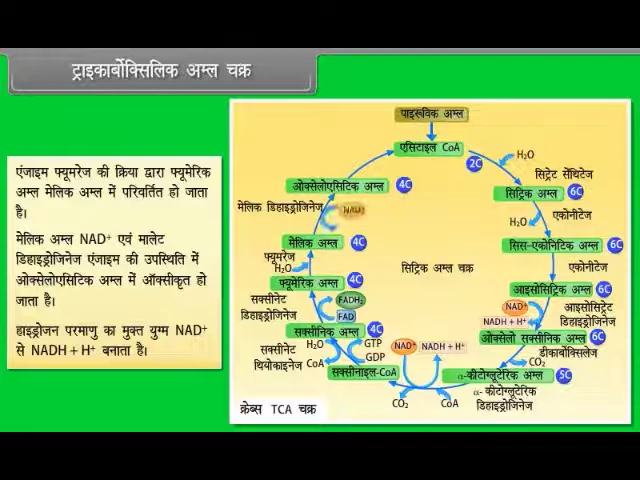 ट्राइकार्बोक्सिलिक अम्ल चक्र
एंजाइम फ्यूमरेज की क्रिया द्वारा फ्यूमेरिक
अम्ल मेलिक अम्ल में परिवर्तित हो जाता
है।
मेलिक अम्ल NAD⁺ एवं मालेट
डिहाइड्रोजिनेज एंजाइम की उपस्थिति में
ओक्सेलोएसिटिक अम्ल में ऑक्सीकृत हो
जाता है।
हाइड्रोजन परमाणु का मुक्त युग्म NAD⁺
से NADH + H⁺ बनाता है।
पाइरूविक अम्ल
एसिटाइल CoA
2C
H₂O
सिट्रेट सेंथिटेज
सिट्रिक अम्ल 6C
H₂O
एकोनीटेज
सिस-एकोनिटिक अम्ल 6C
एकोनीटेज
आइसोसिट्रिक अम्ल 6C
NAD⁺
NADH + H⁺
आइसोसिट्रेट
डिहाइड्रोजिनेज
ओक्सेलो सक्सीनिक अम्ल 6C
डीकार्बोक्सिलेज
CO₂
α-कीटोग्लूटेरिक अम्ल 5C
α- कीटोग्लूटेरिक
डिहाइड्रोजिनेज
NAD⁺
NADH + H⁺
CO₂
CoA
सक्सीनाइल-CoA
सक्सीनेट
थियोकाइनेज
H₂O
CoA
GTP
GDP
सक्सीनिक अम्ल 4C
सक्सीनेट
डिहाइड्रोजिनेज
FADH₂
FAD
फ्यूमेरिक अम्ल 4C
फ्यूमरेज
H₂O
मेलिक अम्ल 4C
मेलिक डिहाइड्रोजिनेज
ओक्सेलोएसिटिक अम्ल 4C
सिट्रिक अम्ल चक्र
क्रेब्स TCA चक्र